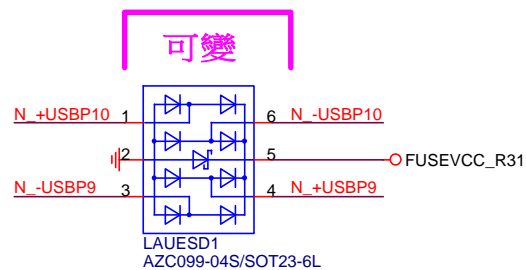 可變
N_+USBP10 1 6 N_-USBP10
2 5 FUSEVCC_R31
N_-USBP9 3 4 N_+USBP9
LAUESD1
AZC099-04S/SOT23-6L